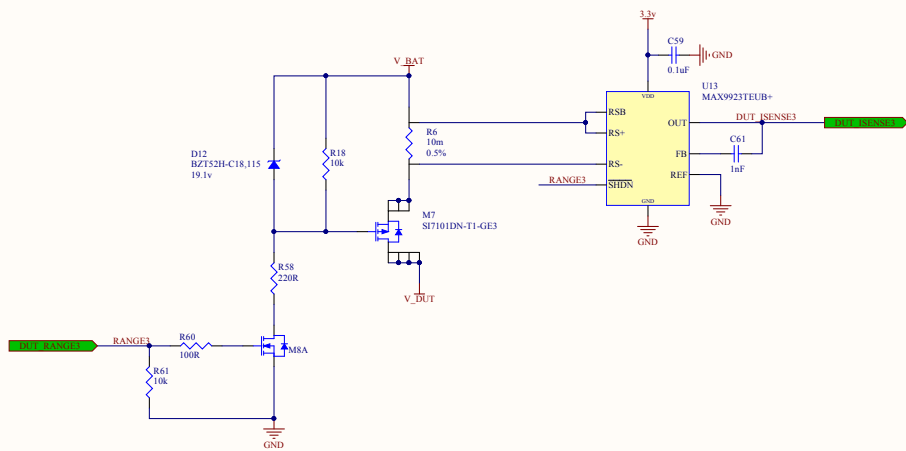 3.3v
C59
GND
0.1uF
V_BAT
U13
MAX9923TEUB+
VDD
RSB
RS+
RS-
SHDN
OUT
FB
REF
GND
DUT_ISENSE3
DUT_ISENSE3
C61
1nF
GND
GND
RANGE3
R6
10m
0.5%
D12
BZT52H-C18,115
19.1v
R18
10k
M7
SI7101DN-T1-GE3
R58
220R
V_DUT
DUT_RANGE3
RANGE3
R60
100R
M8A
R61
10k
GND